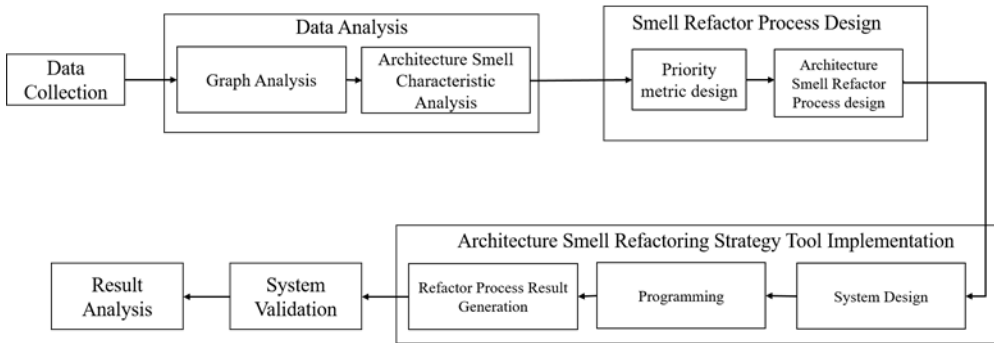 Data
Collection
Data Analysis
Graph Analysis
Architecture Smell
Characteristic
Analysis
Smell Refactor Process Design
Priority
metric design
Architecture
Smell Refactor
Process design
Architecture Smell Refactoring Strategy Tool Implementation
System Design
Programming
Refactor Process Result
Generation
System
Validation
Result
Analysis